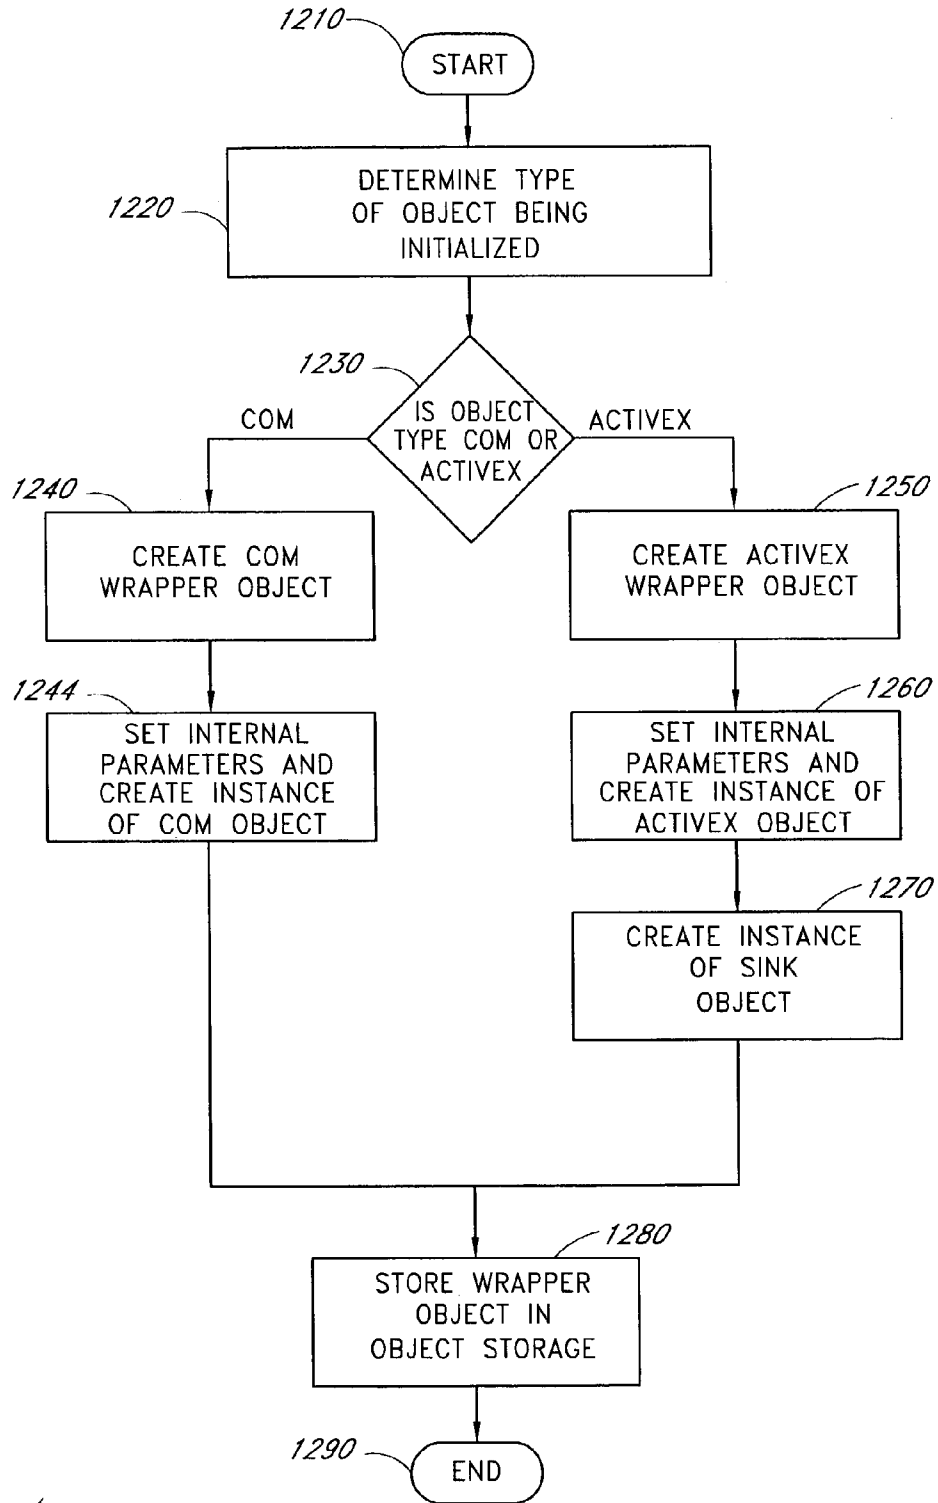 1210
START
1220
DETERMINE TYPE
OF OBJECT BEING
INITIALIZED
1230
IS OBJECT
TYPE COM OR
ACTIVEX
COM
ACTIVEX
1240
CREATE COM
WRAPPER OBJECT
1250
CREATE ACTIVEX
WRAPPER OBJECT
1244
SET INTERNAL
PARAMETERS AND
CREATE INSTANCE
OF COM OBJECT
1260
SET INTERNAL
PARAMETERS AND
CREATE INSTANCE OF
ACTIVEX OBJECT
1270
CREATE INSTANCE
OF SINK
OBJECT
1280
STORE WRAPPER
OBJECT IN
OBJECT STORAGE
1290
END